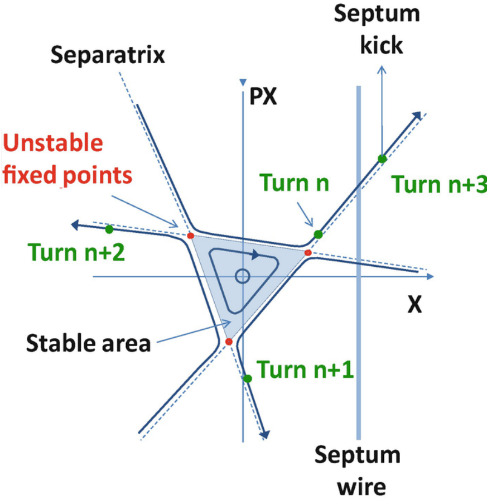 Septum
kick
Separatrix
PX
Unstable
fixed points
Turn n
Turn n+3
Turn n+2
X
Stable area
Turn n+1
Septum
wire